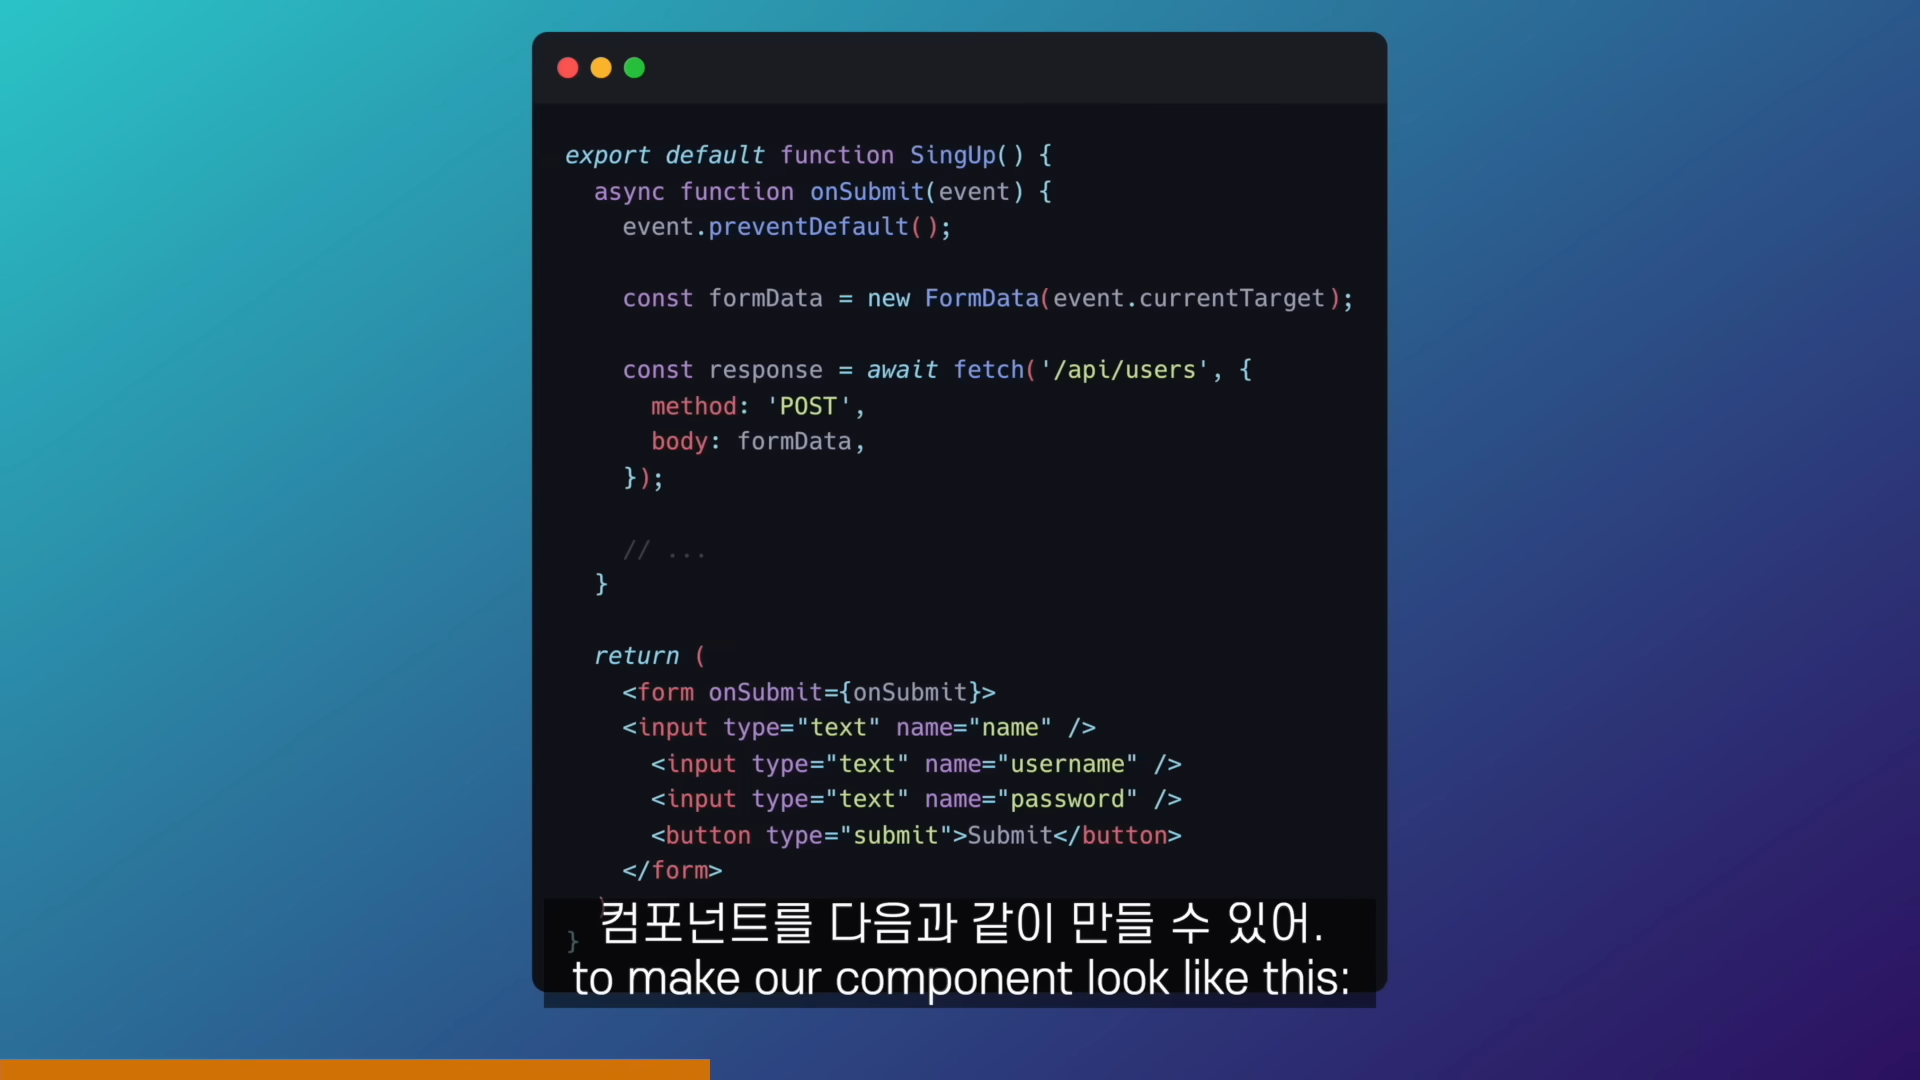 export default function SingUp() {
async function onSubmit(event) {
event.preventDefault();
const formData = new FormData(event.currentTarget);
const response = await fetch('/api/users', {
method: 'POST',
body: formData,
});
// ...
}
return (
<form onSubmit={onSubmit}>
<input type="text" name="name" />
<input type="text" name="username" />
<input type="text" name="password" />
<button type="submit">Submit</button>
</form>
)
}
컴포넌트를 다음과 같이 만들 수 있어.
to make our component look like this: